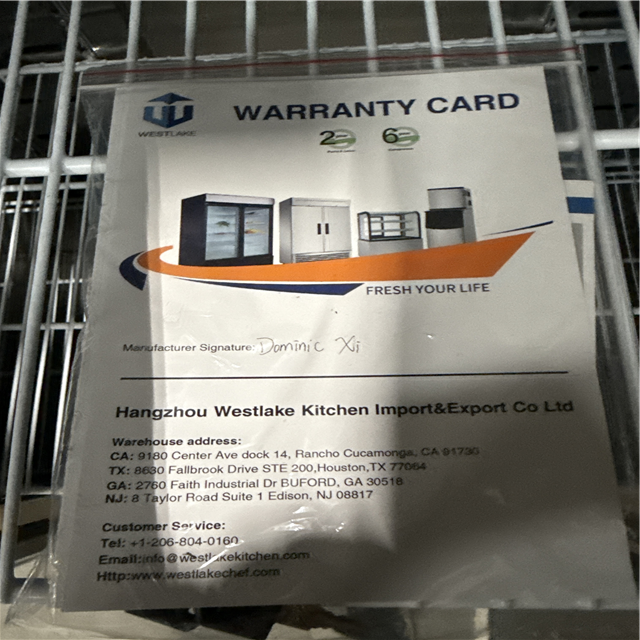 WESTLAKE
WARRANTY CARD
2
6
FRESH YOUR LIFE
Manufacturer Signature: Dominic Xi
Hangzhou Westlake Kitchen Import&Export Co Ltd
Warehouse address:
CA: 9180 Center Ave dock 14, Rancho Cucamonga, CA 91730
TX: 8630 Fallbrook Drive STE 200,Houston,TX 77064
GA: 2760 Faith Industrial Dr BUFORD, GA 30518
NJ: 8 Taylor Road Suite 1 Edison, NJ 08817
Customer Service:
Tel: +1-206-804-0160
Email:info@westlakekitchen.com
Http:www.westlakechef.com